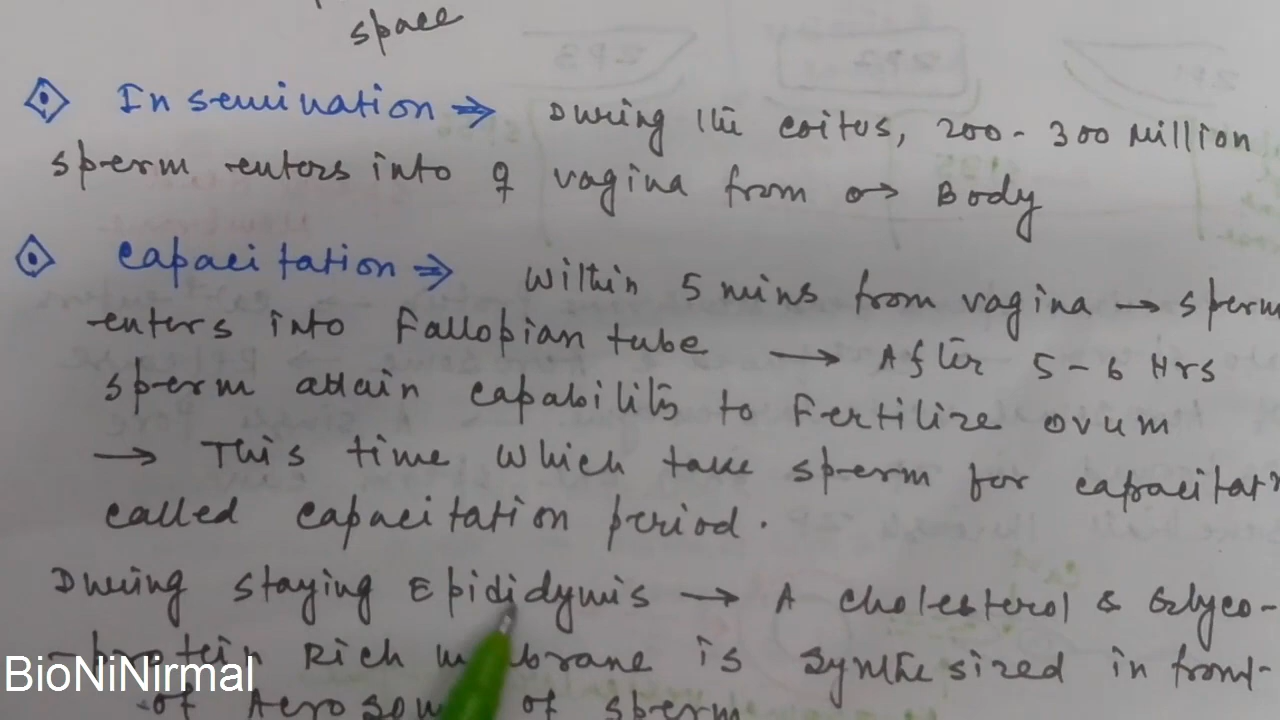 space
Insemination ⇒ During the coitus, 200 - 300 Million
sperm enters into ♀ vagina from ♂ Body
Capacitation ⇒ Within 5 mins from vagina → sperm
enters into Fallopian tube → After 5-6 Hrs
sperm attain capability to Fertilize ovum
→ This time which take sperm for capacitat
called capacitation period.
During staying Epididymis → A cholesterol & Glyco-
-protein Rich membrane is synthesized in front-
of Acrosom of sperm
BioNiNirmal